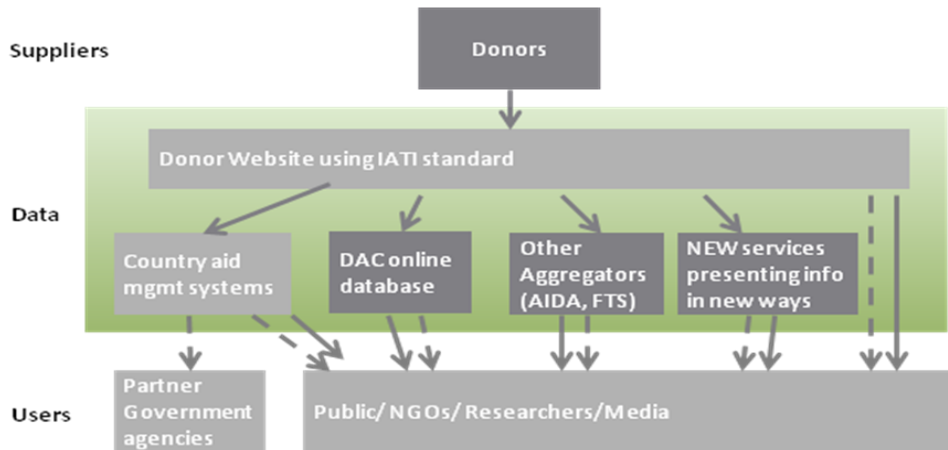 Suppliers
Donors
Donor Website using IATI standard
Data
Country aid
mgmt systems
DAC online
database
Other
Aggregators
(AIDA, FTS)
NEW services
presenting info
in new ways
Users
Partner
Government
agencies
Public/ NGOs/ Researchers/Media